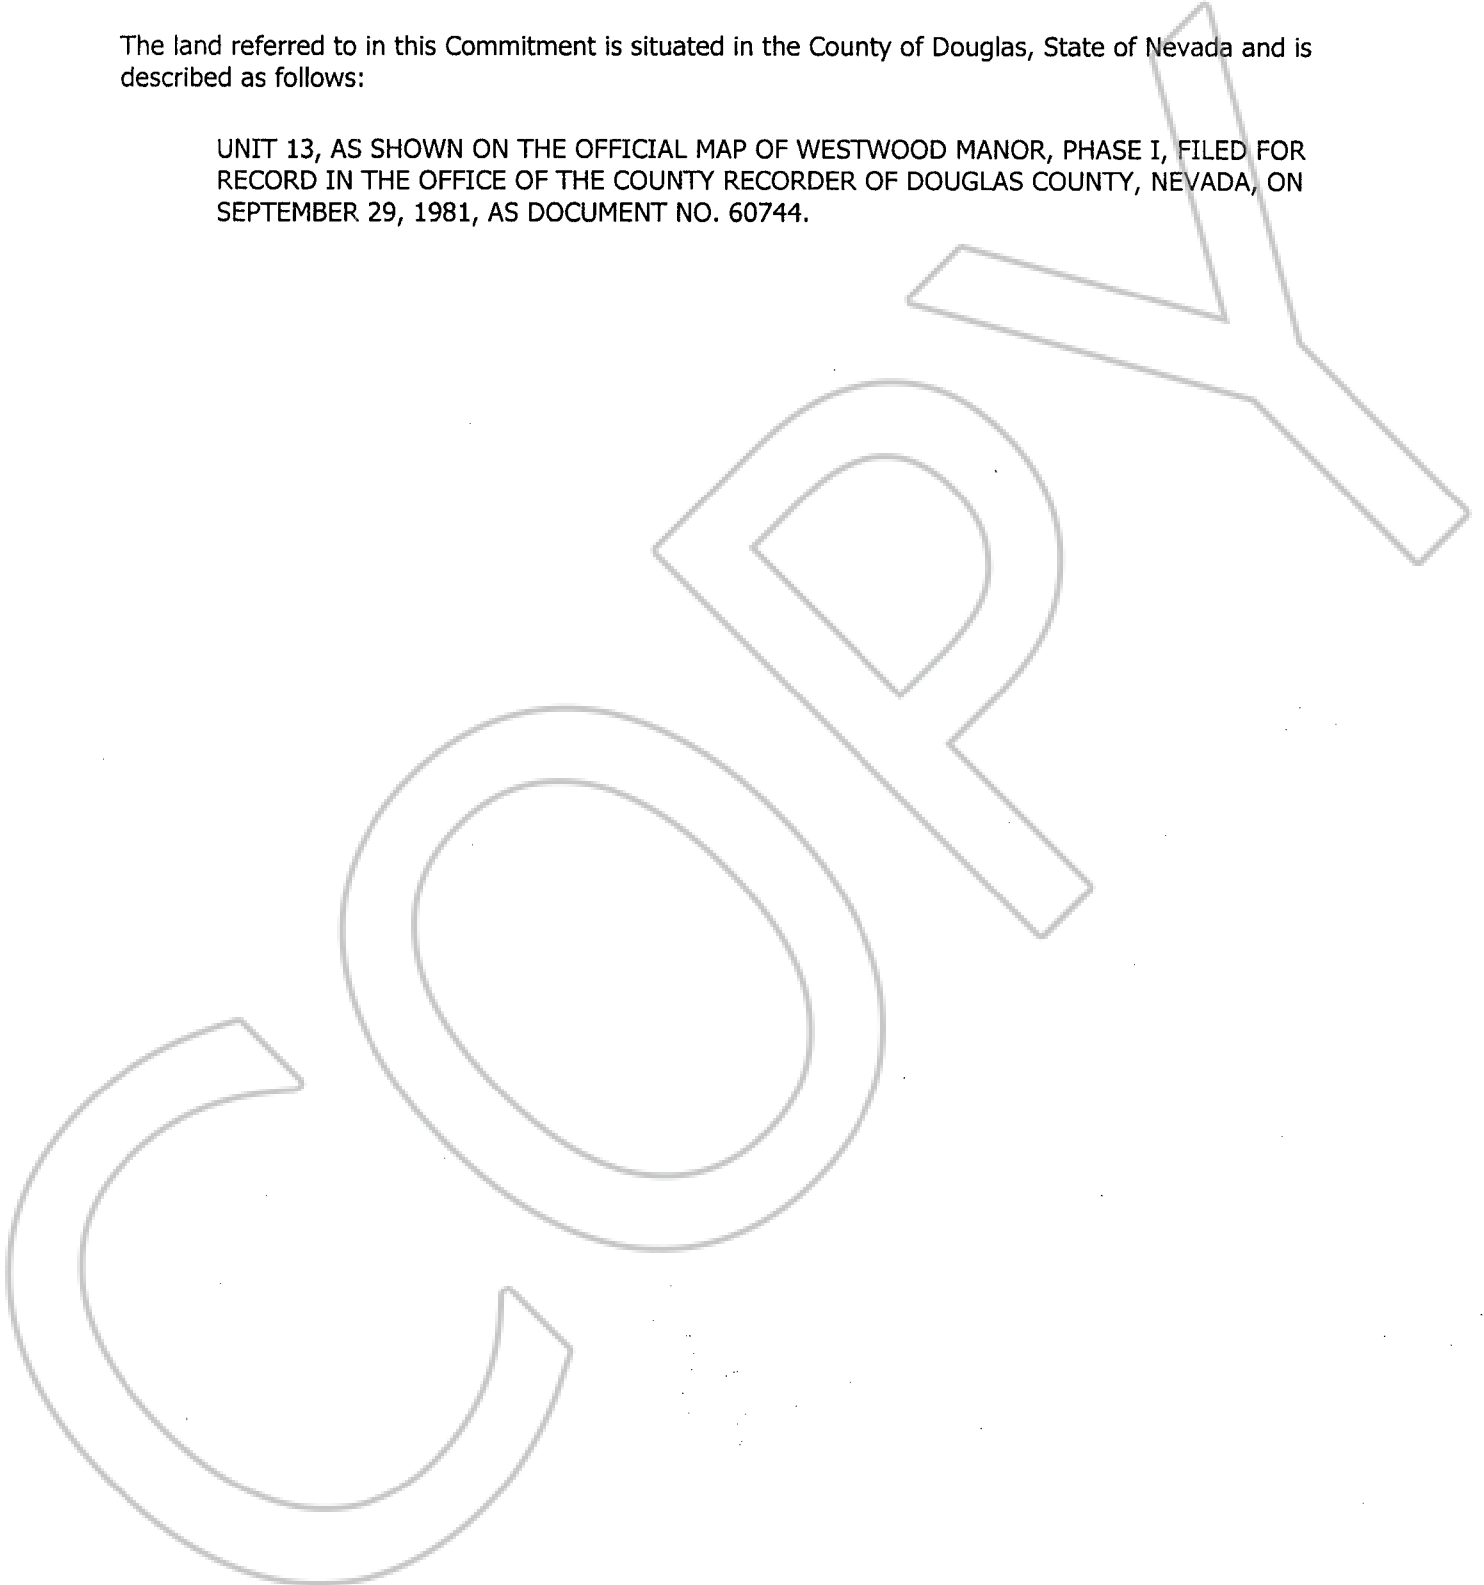 The land referred to in this Commitment is situated in the County of Douglas, State of Nevada and is
described as follows:
UNIT 13, AS SHOWN ON THE OFFICIAL MAP OF WESTWOOD MANOR, PHASE I, FILED FOR
RECORD IN THE OFFICE OF THE COUNTY RECORDER OF DOUGLAS COUNTY, NEVADA, ON
SEPTEMBER 29, 1981, AS DOCUMENT NO. 60744.
COPY